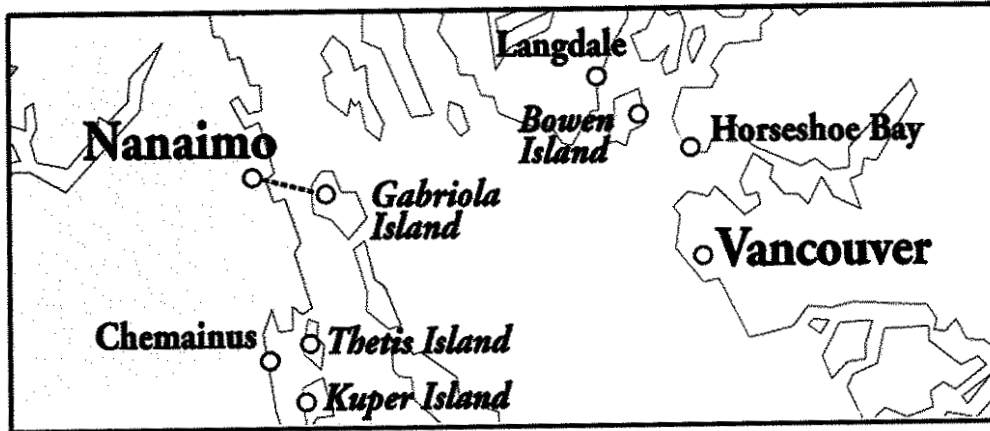 Langdale
Bowen
Island
Horseshoe Bay
Nanaimo
Gabriola
Island
Vancouver
Chemainus
Thetis Island
Kuper Island